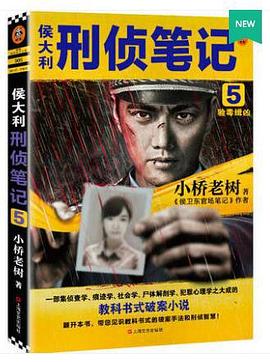 NEW
侯大利
刑侦笔记
5
验毒缉凶
小桥老树 著
《侯卫东官场笔记》作者
一部集侦查学、痕迹学、社会学、尸体解剖学、犯罪心理学之大成的
教科书式破案小说
翻开本书，带您见识教科书式的破案手法和刑侦智慧！
侯大利
刑侦笔记
5
小桥老树
著